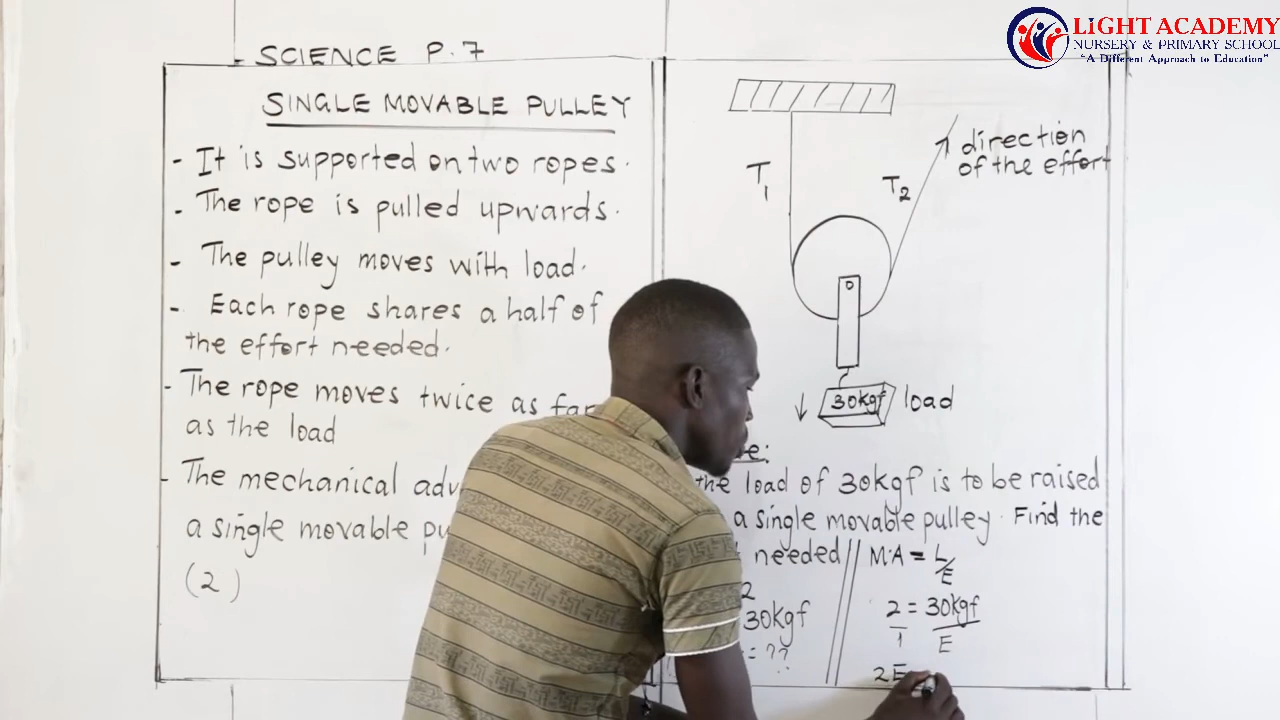 LIGHT ACADEMY
NURSERY & PRIMARY SCHOOL
"A Different Approach to Education"
- SCIENCE P.7
SINGLE MOVABLE PULLEY
- It is supported on two ropes.
- The rope is pulled upwards.
- The pulley moves with load.
- Each rope shares a half of
the effort needed.
- The rope moves twice as far
as the load
- The mechanical
a single movable
(2)
T1
T2
direction
of the effort
30kgf load
the load of 30kgf is to be raised
a single movable pulley. Find the
needed
2
30kgf
= ??
M.A = L/E
2/1 = 30kgf/E
2E